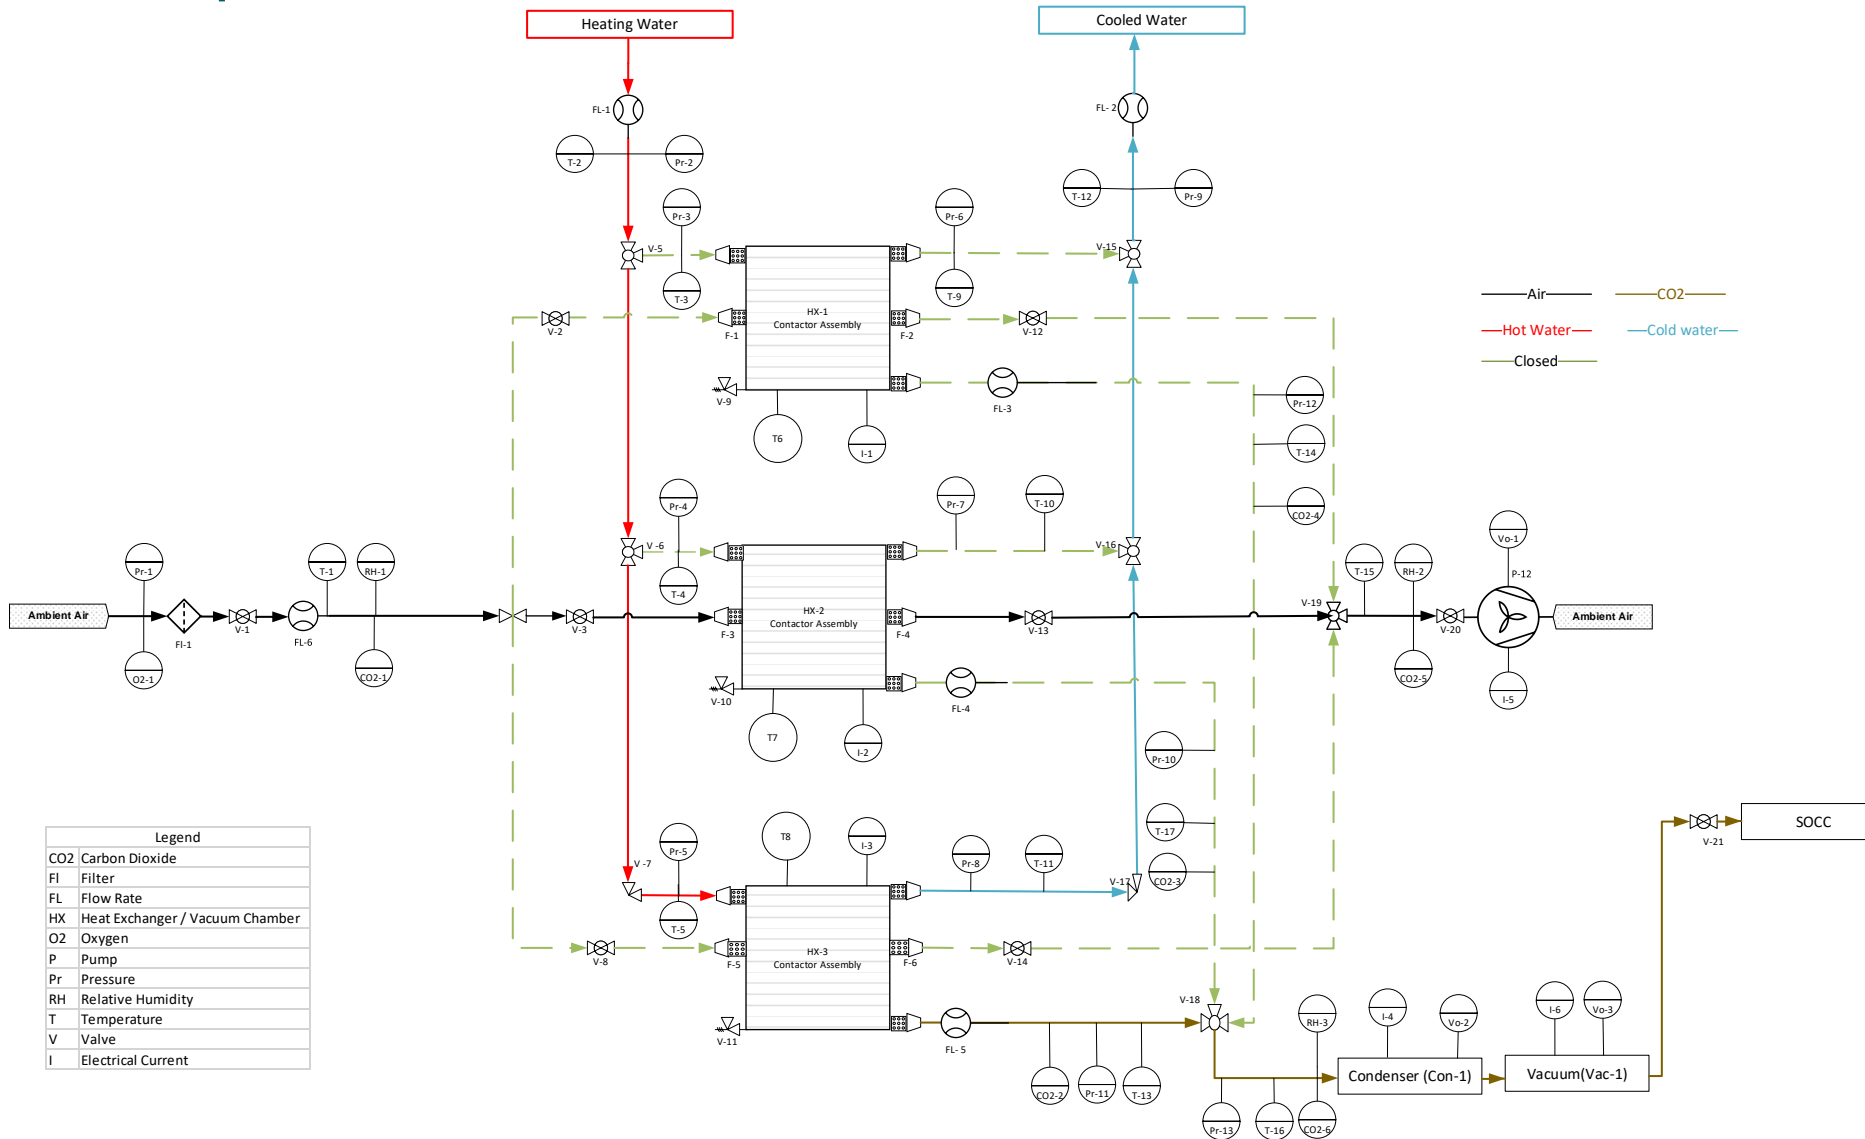 Heating Water
Cooled Water
FL-1
FL- 2
T-2
Pr-2
T-12
Pr-9
Pr-3
Pr-6
V-5
V-15
T-3
T-9
HX-1
Contactor Assembly
V-2
F-1
F-2
V-12
Air
CO2
Hot Water
Cold water
Closed
V-9
FL-3
Pr-12
T6
I-1
T-14
Pr-4
Pr-7
T-10
CO2-4
V -6
V-16
Vo-1
Pr-1
T-1
RH-1
T-4
T-15
RH-2
P-12
Ambient Air
Fl-1
V-1
FL-6
V-3
F-3
HX-2
Contactor Assembly
F-4
V-13
V-19
V-20
Ambient Air
O2-1
CO2-1
CO2-5
I-5
V-10
FL-4
T7
I-2
Pr-10
T-17
CO2-3
T8
I-3
Pr-5
Pr-8
T-11
V -7
V-17
T-5
V-21
SOCC
Legend
CO2 Carbon Dioxide
Fl Filter
FL Flow Rate
HX Heat Exchanger / Vacuum Chamber
O2 Oxygen
P Pump
Pr Pressure
RH Relative Humidity
T Temperature
V Valve
I Electrical Current
V-8
F-5
HX-3
Contactor Assembly
F-6
V-14
V-18
V-11
FL- 5
RH-3
I-4
Vo-2
I-6
Vo-3
CO2-2
Pr-11
T-13
Condenser (Con-1)
Vacuum(Vac-1)
Pr-13
T-16
CO2-6